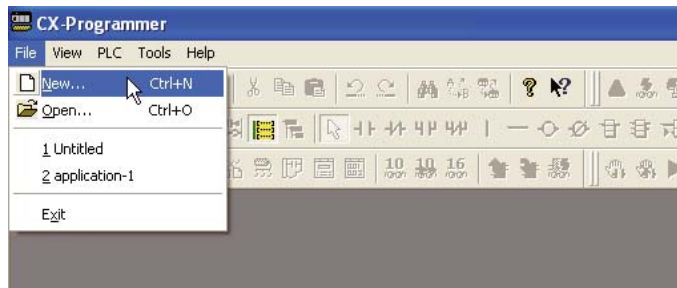 CX-Programmer
File View PLC Tools Help
New... Ctrl+N
Open... Ctrl+O
1 Untitled
2 application-1
Exit
10 10 16